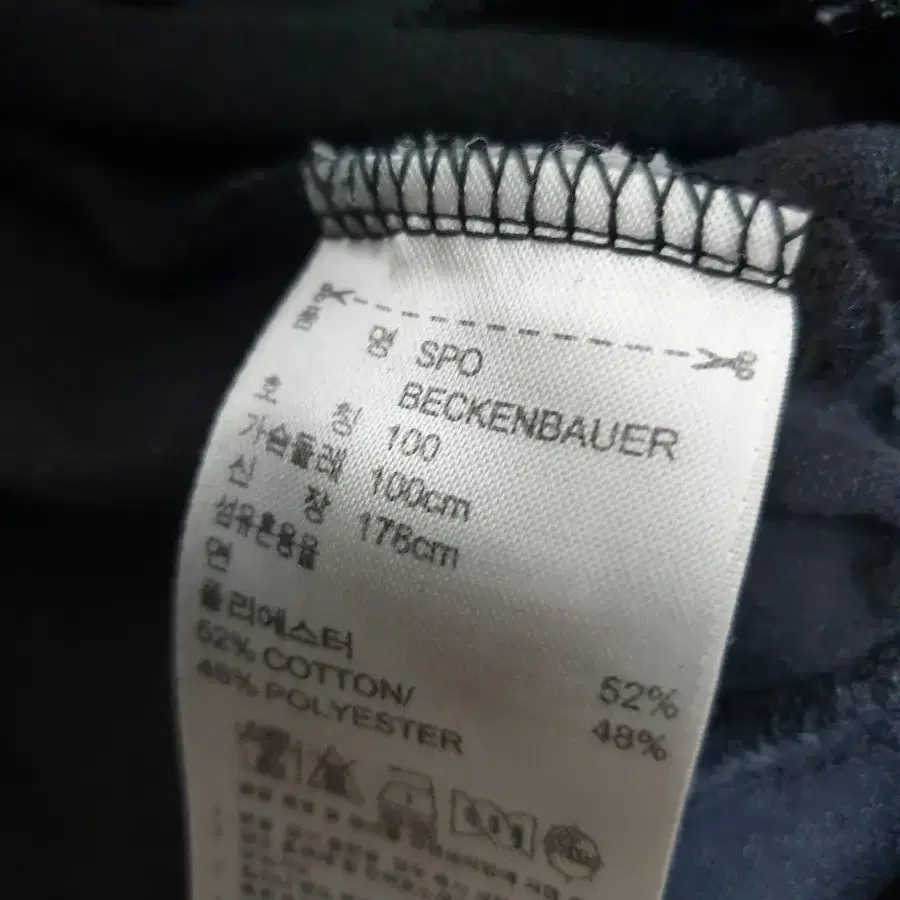 품 명 SPO
BECKENBAUER
호 칭 100
가슴둘레 100cm
신 장 176cm
섬유혼용율
면 52%
폴리에스터 48%
52% COTTON/
48% POLYESTER